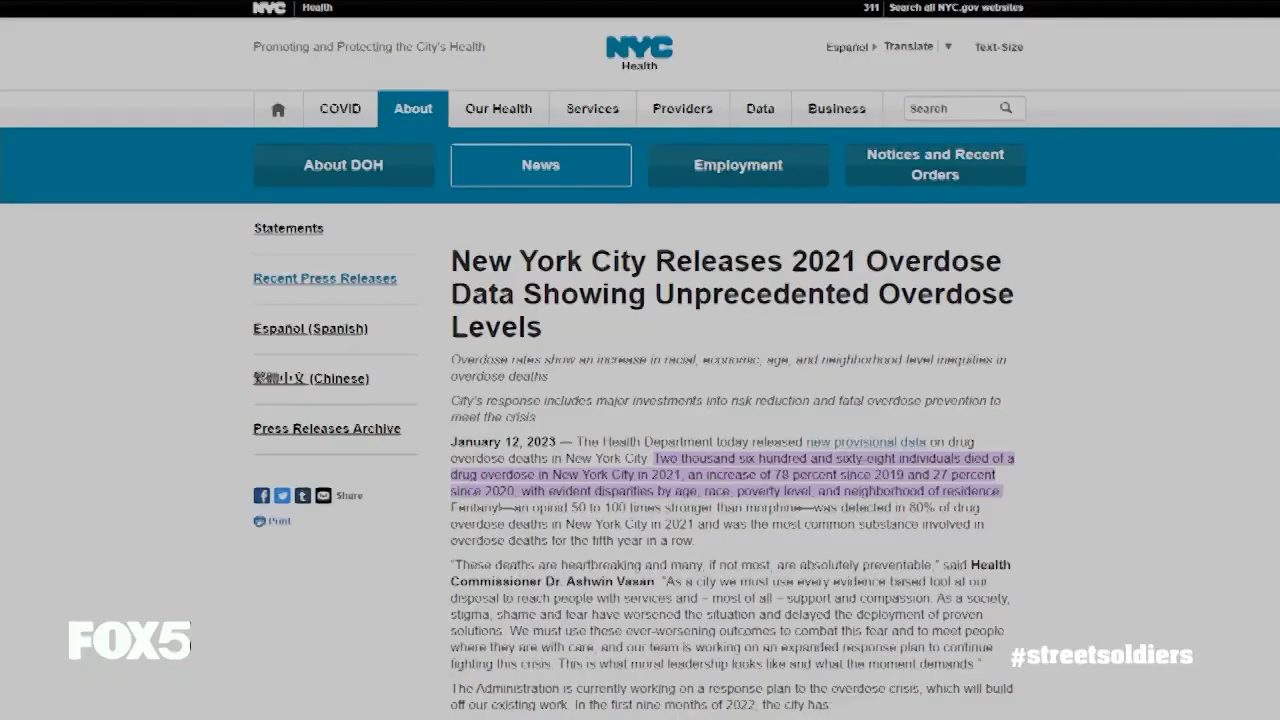 NYC Health 311 Search all NYC.gov websites
Promoting and Protecting the City's Health
NYC
Health
Español Translate Text-Size
COVID About Our Health Services Providers Data Business Search
About DOH News Employment Notices and Recent
Orders
Statements
Recent Press Releases
Español (Spanish)
繁體中文 (Chinese)
Press Releases Archive
Share
Print
New York City Releases 2021 Overdose
Data Showing Unprecedented Overdose
Levels
Overdose rates show an increase in racial, economic, age, and neighborhood level inequities in
overdose deaths
City's response includes major investments into risk reduction and fatal overdose prevention to
meet the crisis
January 12, 2023 — The Health Department today released new provisional data on drug
overdose deaths in New York City. Two thousand six hundred and sixty-eight individuals died of a
drug overdose in New York City in 2021, an increase of 78 percent since 2019 and 27 percent
since 2020, with evident disparities by age, race, poverty level, and neighborhood of residence.
Fentanyl—an opioid 50 to 100 times stronger than morphine—was detected in 80% of drug
overdose deaths in New York City in 2021 and was the most common substance involved in
overdose deaths for the fifth year in a row.
"These deaths are heartbreaking and many, if not most, are absolutely preventable," said Health
Commissioner Dr. Ashwin Vasan. "As a city we must use every evidence based tool at our
disposal to reach people with services and – most of all – support and compassion. As a society,
stigma, shame and fear have worsened the situation and delayed the deployment of proven
solutions. We must use these ever-worsening outcomes to combat this fear and to meet people
where they are with care, and our team is working on an expanded response plan to continue
fighting this crisis. This is what moral leadership looks like and what the moment demands."
The Administration is currently working on a response plan to the overdose crisis, which will build
off our existing work. In the first nine months of 2022, the city has:
FOX5
#streetsoldiers